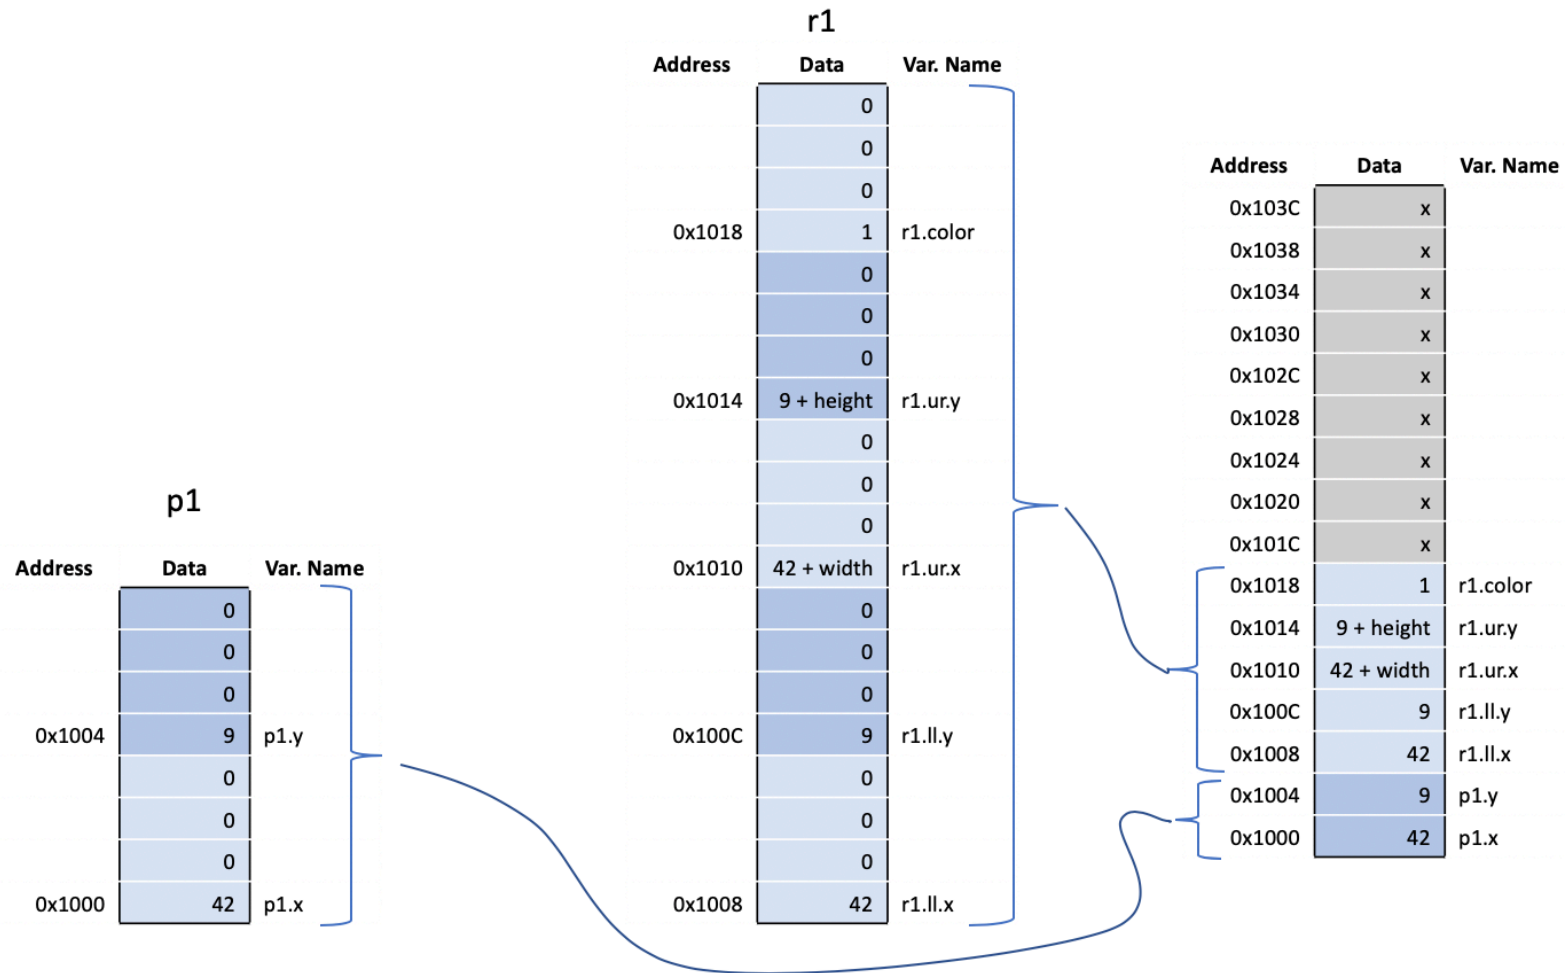 p1
Address Data Var. Name
0
0
0
0x1004 9 p1.y
0
0
0
0x1000 42 p1.x
r1
Address Data Var. Name
0
0
0
0x1018 1 r1.color
0
0
0
0x1014 9 + height r1.ur.y
0
0
0
0x1010 42 + width r1.ur.x
0
0
0
0x100C 9 r1.ll.y
0
0
0
0x1008 42 r1.ll.x
Address Data Var. Name
0x103C x
0x1038 x
0x1034 x
0x1030 x
0x102C x
0x1028 x
0x1024 x
0x1020 x
0x101C x
0x1018 1 r1.color
0x1014 9 + height r1.ur.y
0x1010 42 + width r1.ur.x
0x100C 9 r1.ll.y
0x1008 42 r1.ll.x
0x1004 9 p1.y
0x1000 42 p1.x